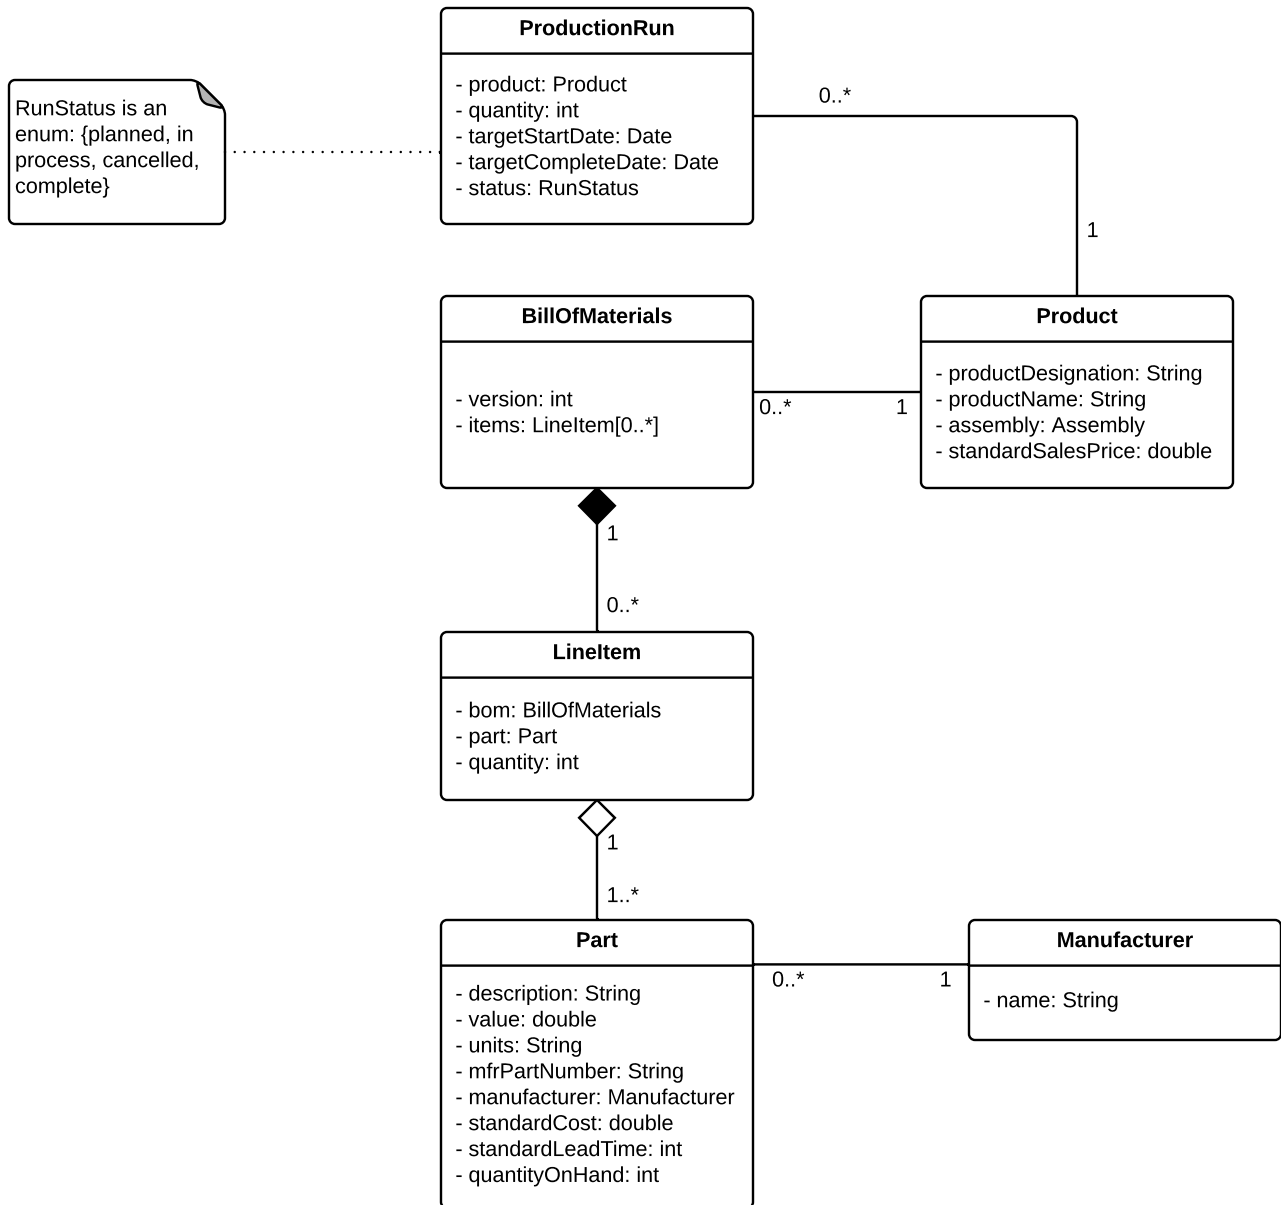 ProductionRun
- product: Product
- quantity: int
- targetStartDate: Date
- targetCompleteDate: Date
- status: RunStatus
RunStatus is an
enum: {planned, in
process, cancelled,
complete}
0..*
1
BillOfMaterials
- version: int
- items: LineItem[0..*]
0..*
1
Product
- productDesignation: String
- productName: String
- assembly: Assembly
- standardSalesPrice: double
1
0..*
LineItem
- bom: BillOfMaterials
- part: Part
- quantity: int
1
1..*
Part
- description: String
- value: double
- units: String
- mfrPartNumber: String
- manufacturer: Manufacturer
- standardCost: double
- standardLeadTime: int
- quantityOnHand: int
0..*
1
Manufacturer
- name: String